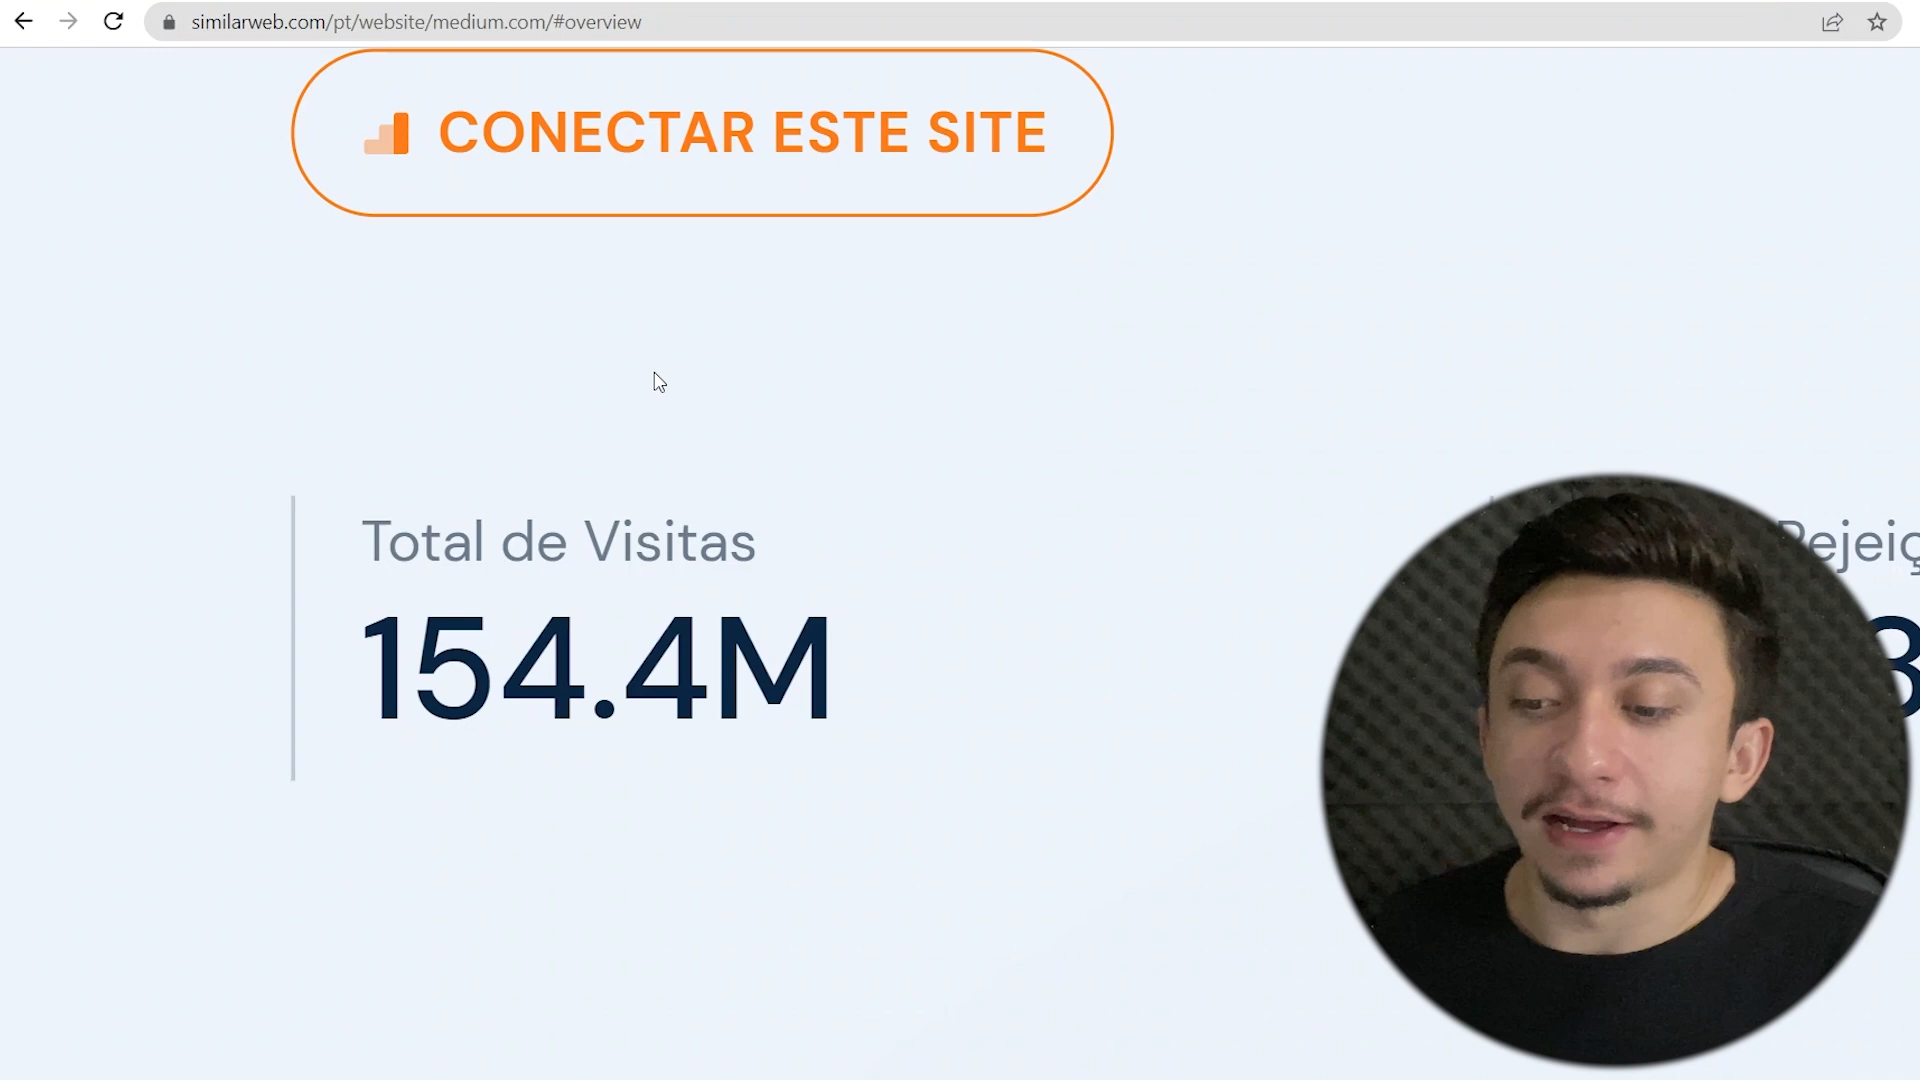 similarweb.com/pt/website/medium.com/#overview
CONECTAR ESTE SITE
Total de Visitas
154.4M